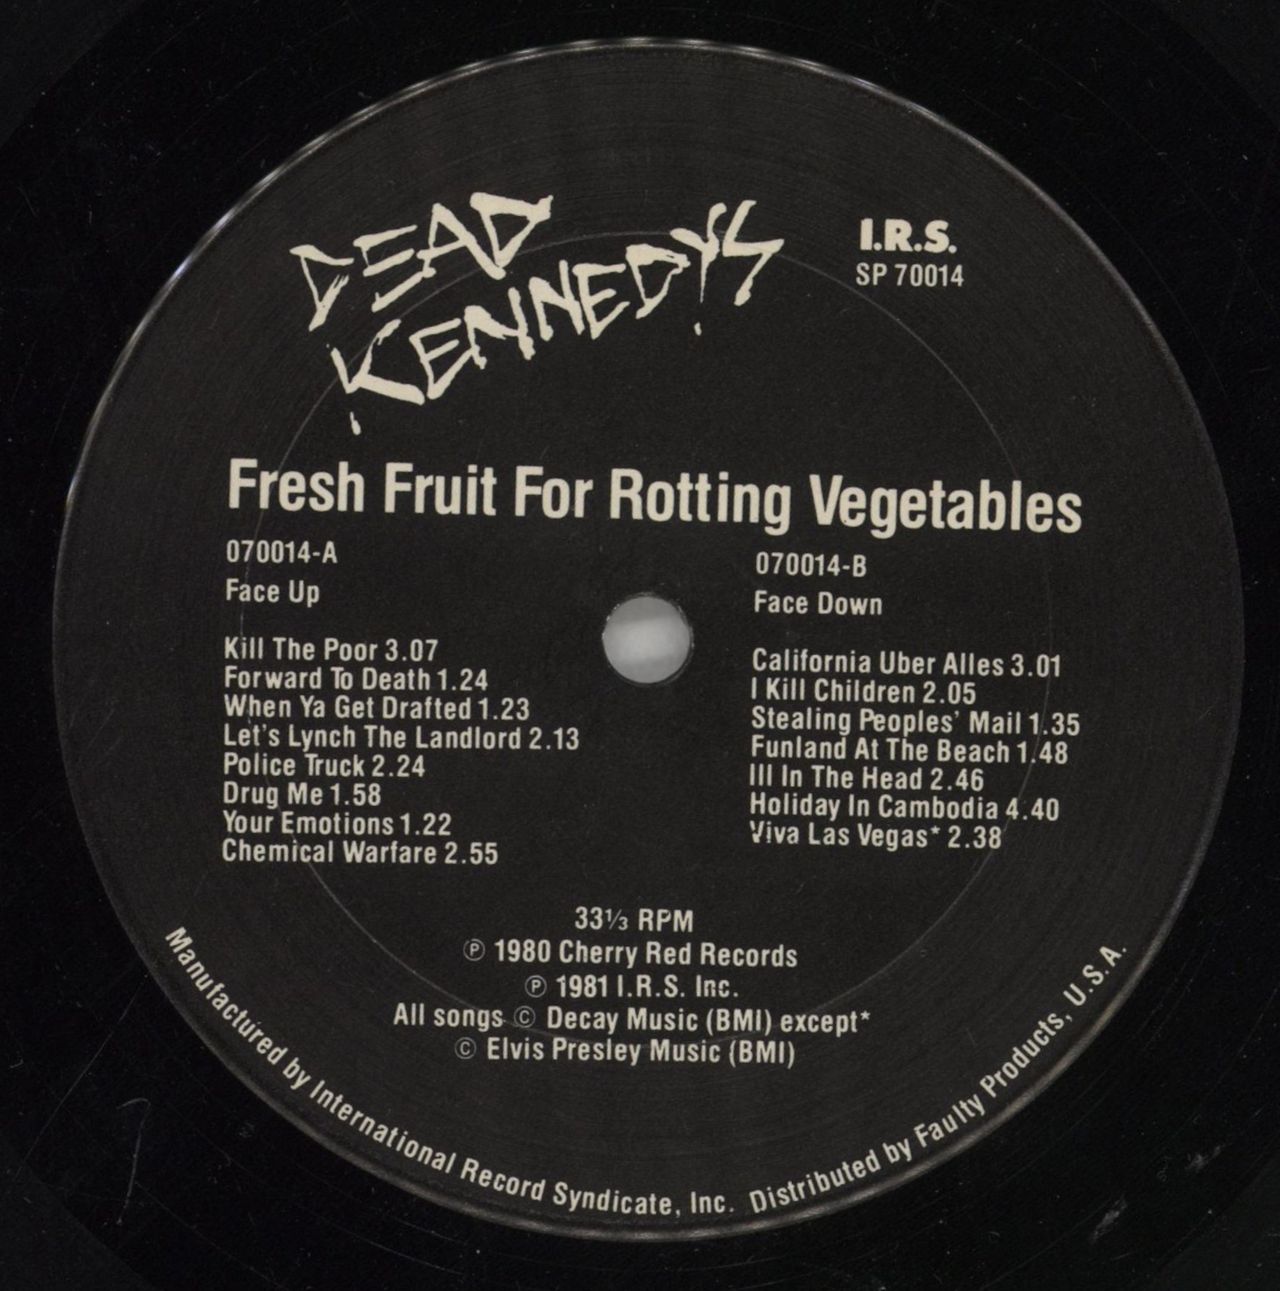 DEAD
KENNEDYS
I.R.S.
SP 70014
Fresh Fruit For Rotting Vegetables
070014-A
Face Up
Kill The Poor 3.07
Forward To Death 1.24
When Ya Get Drafted 1.23
Let's Lynch The Landlord 2.13
Police Truck 2.24
Drug Me 1.58
Your Emotions 1.22
Chemical Warfare 2.55
070014-B
Face Down
California Uber Alles 3.01
I Kill Children 2.05
Stealing Peoples' Mail 1.35
Funland At The Beach 1.48
Ill In The Head 2.46
Holiday In Cambodia 4.40
Viva Las Vegas* 2.38
33⅓ RPM
℗ 1980 Cherry Red Records
℗ 1981 I.R.S. Inc.
All songs © Decay Music (BMI) except*
© Elvis Presley Music (BMI)
Manufactured by International Record Syndicate, Inc. Distributed by Faulty Products, U.S.A.